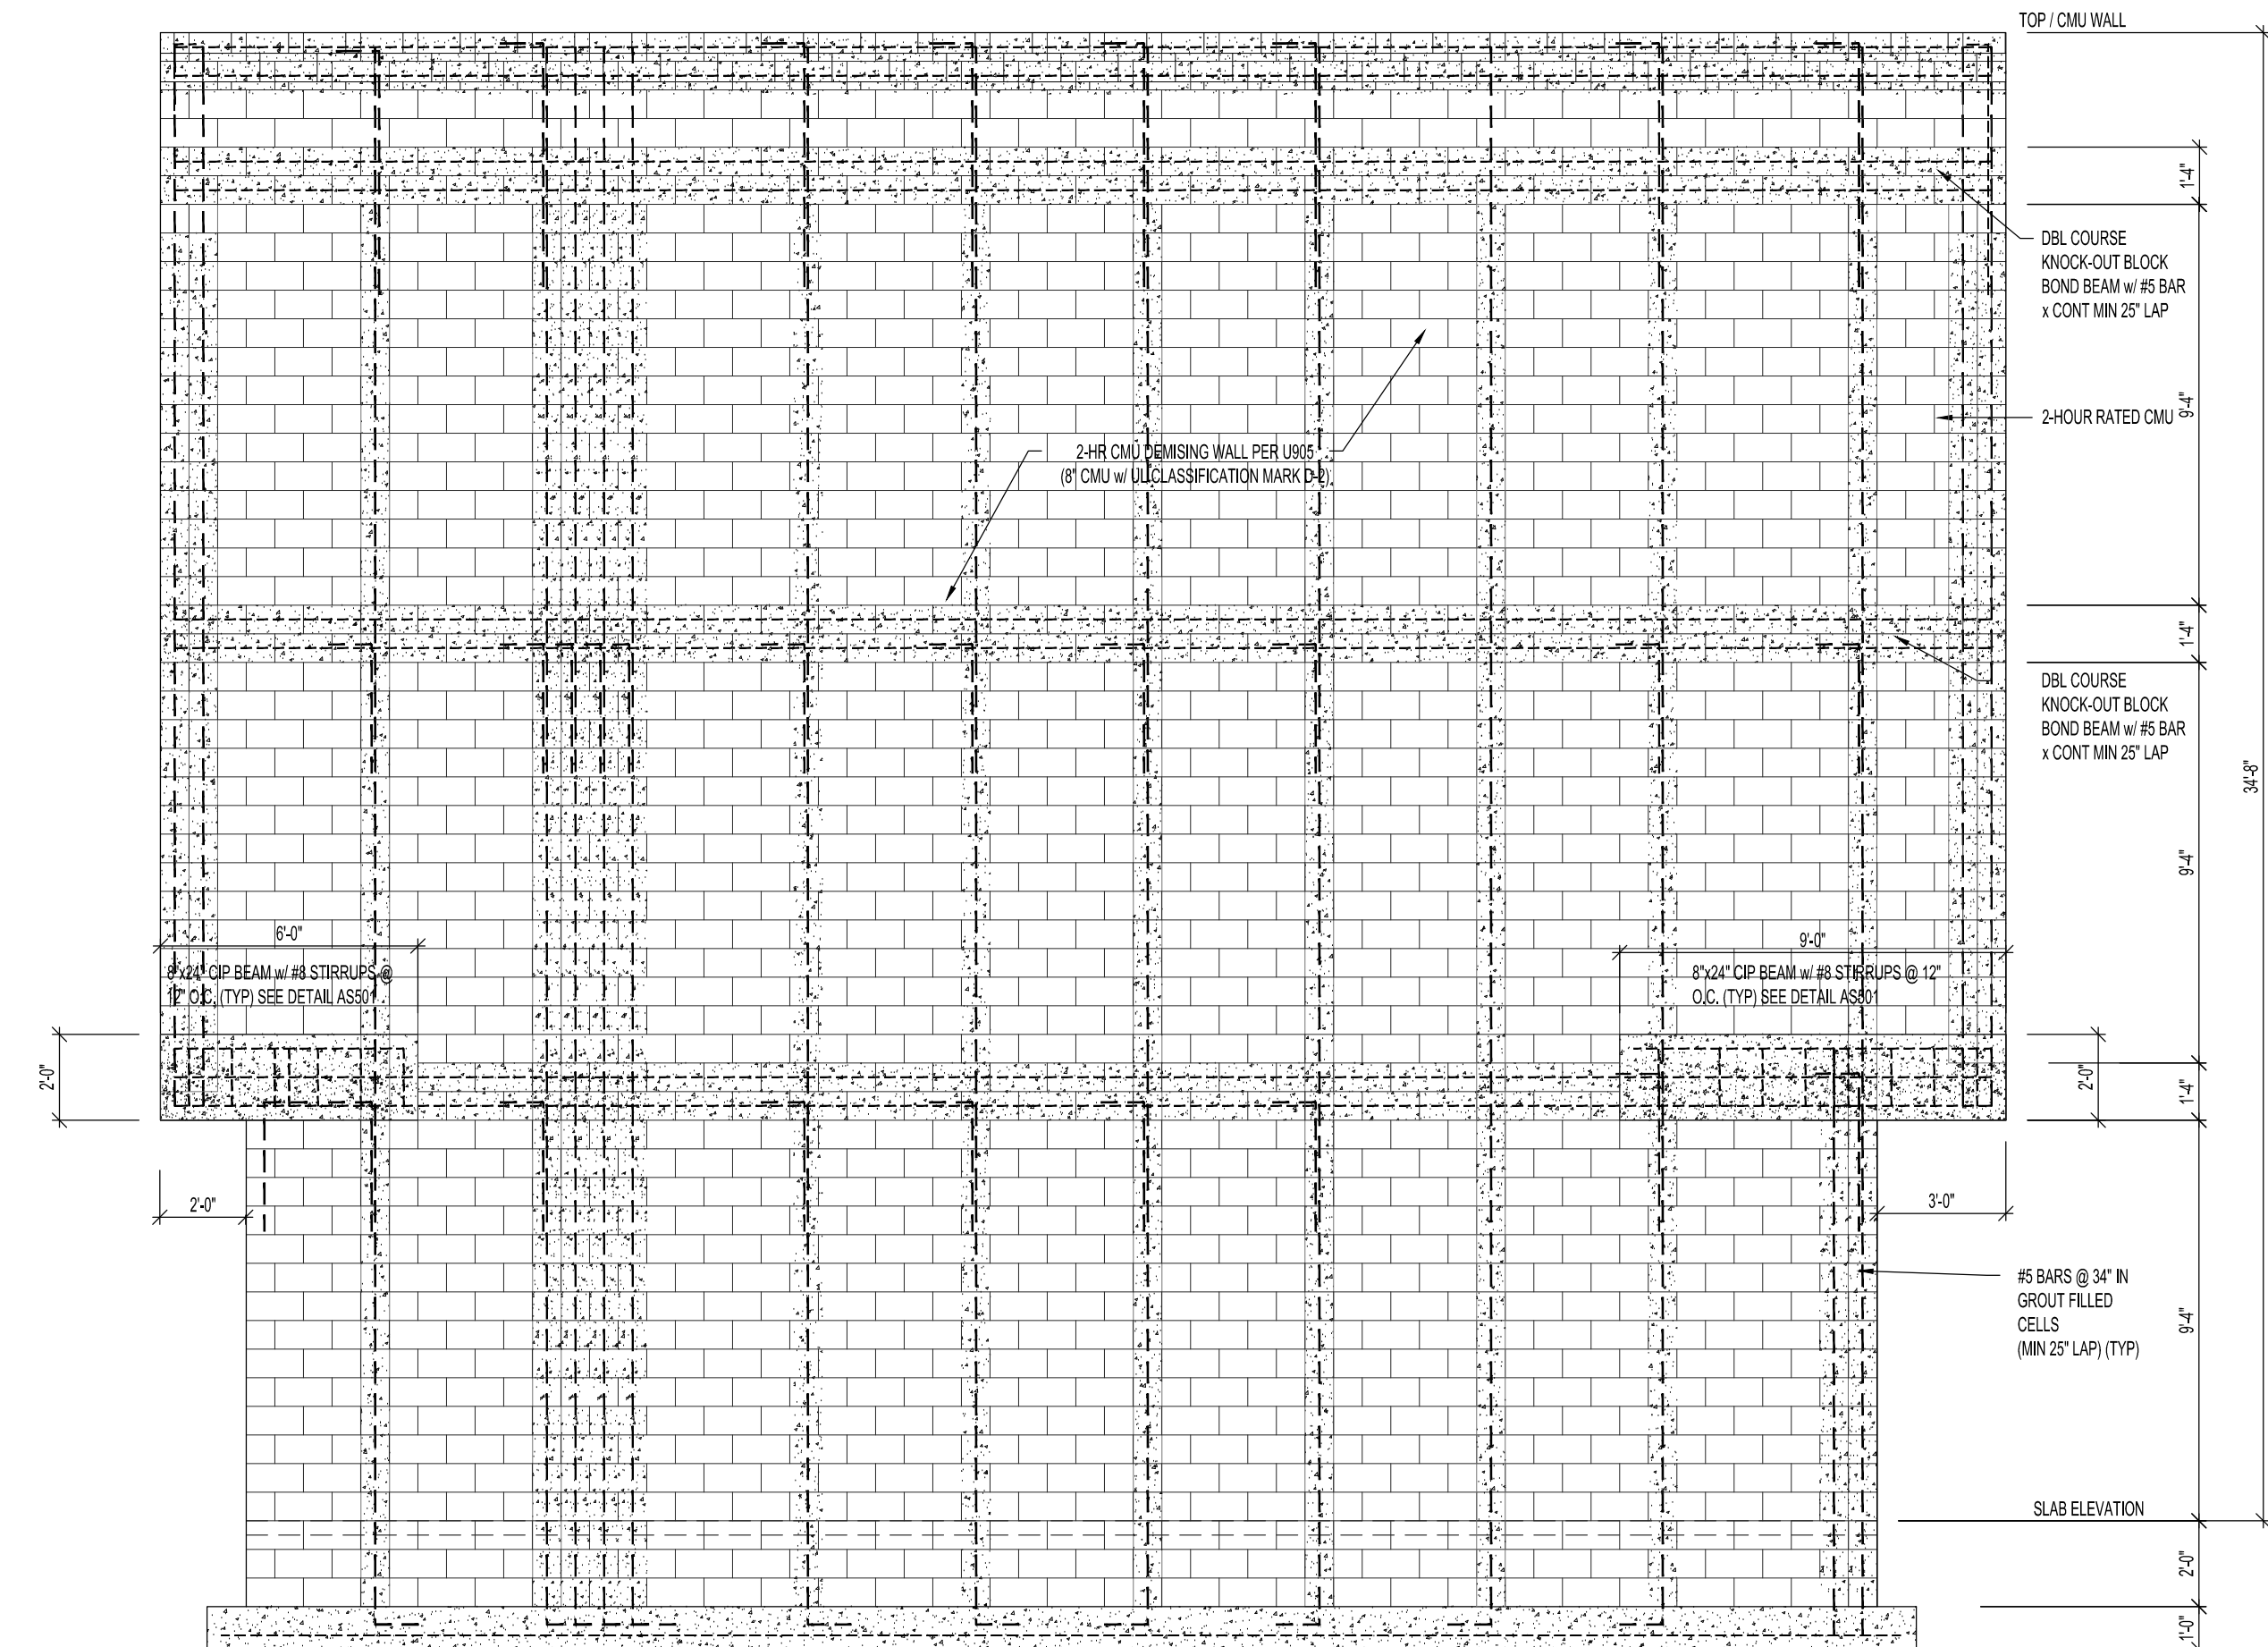 TOP / CMU WALL
1'-4"
DBL COURSE
KNOCK-OUT BLOCK
BOND BEAM w/ #5 BAR
x CONT MIN 25" LAP
9'-4"
2-HOUR RATED CMU
2-HR CMU DEMISING WALL PER U905
(8" CMU w/ UL CLASSIFICATION MARK D-2)
1'-4"
DBL COURSE
KNOCK-OUT BLOCK
BOND BEAM w/ #5 BAR
x CONT MIN 25" LAP
34'-8"
9'-4"
6'-0"
8"x24" CIP BEAM w/ #8 STIRRUPS @
12" O.C. (TYP) SEE DETAIL AS501
9'-0"
8"x24" CIP BEAM w/ #8 STIRRUPS @ 12"
O.C. (TYP) SEE DETAIL AS501
2'-0"
2'-0"
1'-4"
2'-0"
3'-0"
#5 BARS @ 34" IN
GROUT FILLED
CELLS
(MIN 25" LAP) (TYP)
9'-4"
SLAB ELEVATION
2'-0"
1'-0"